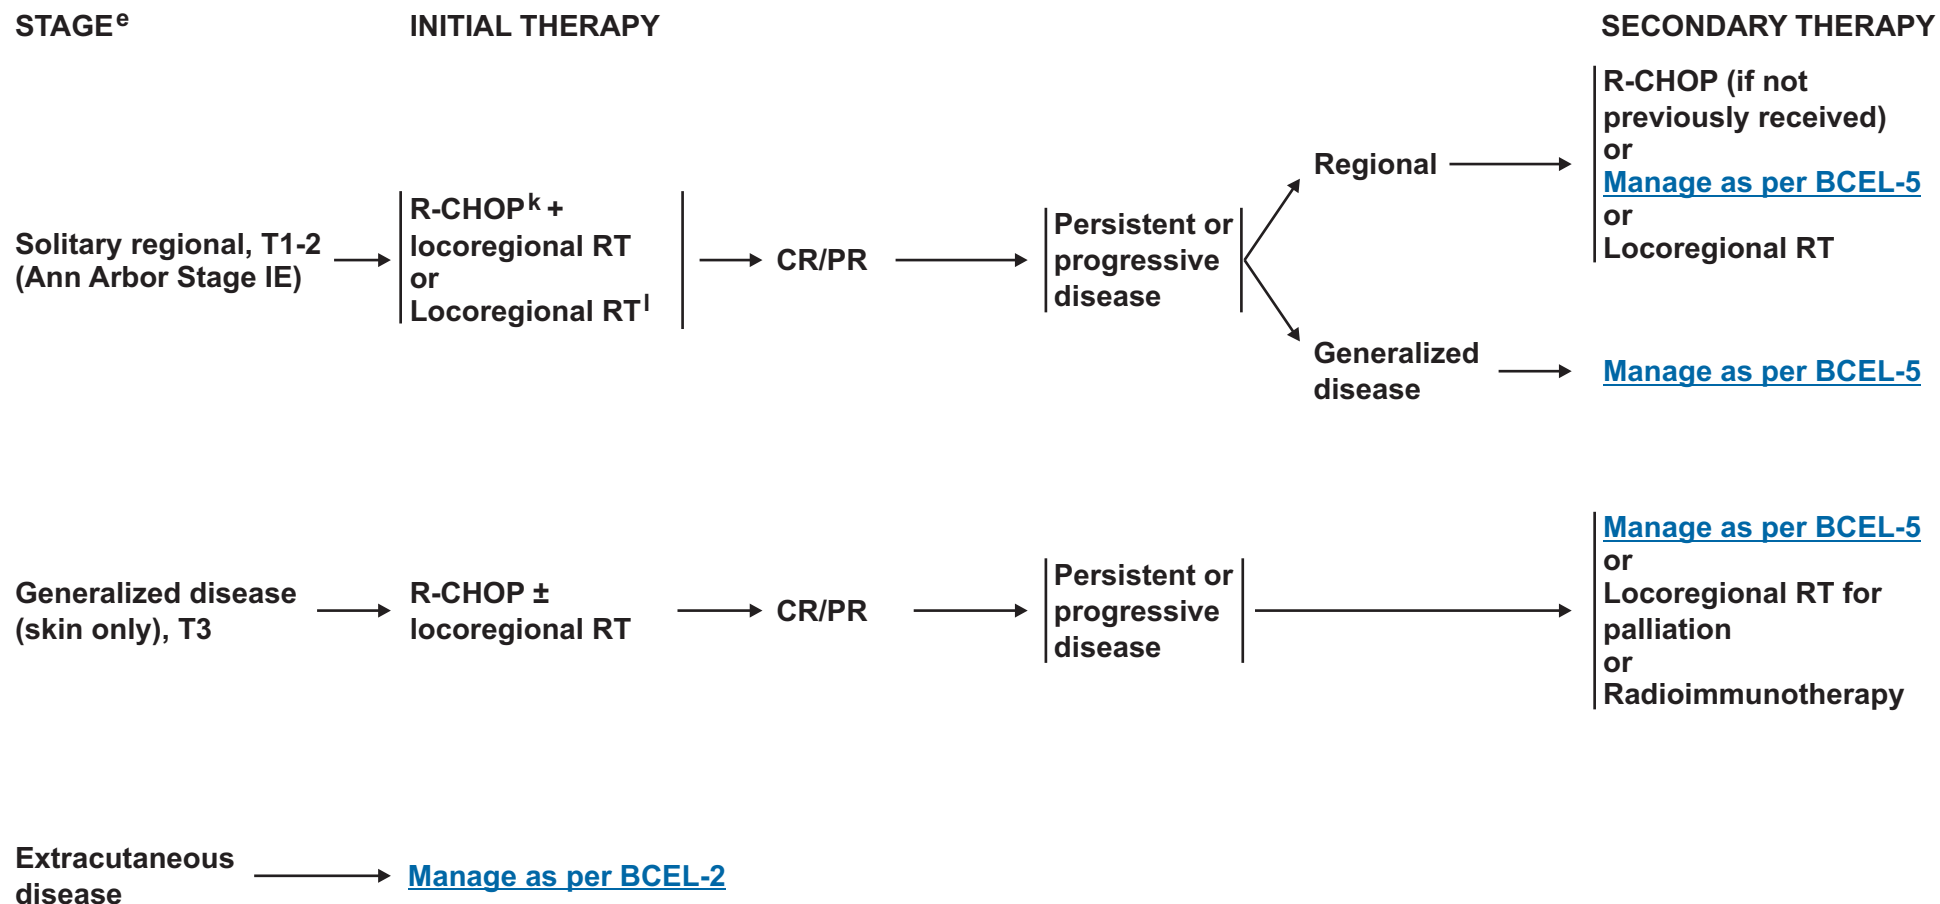 STAGE e
INITIAL THERAPY
SECONDARY THERAPY
Solitary regional, T1-2
(Ann Arbor Stage IE)
R-CHOP k +
locoregional RT
or
Locoregional RT l
CR/PR
Persistent or
progressive
disease
Regional
R-CHOP (if not
previously received)
or
Manage as per BCEL-5
or
Locoregional RT
Generalized
disease
Manage as per BCEL-5
Generalized disease
(skin only), T3
R-CHOP ±
locoregional RT
CR/PR
Persistent or
progressive
disease
Manage as per BCEL-5
or
Locoregional RT for
palliation
or
Radioimmunotherapy
Extracutaneous
disease
Manage as per BCEL-2